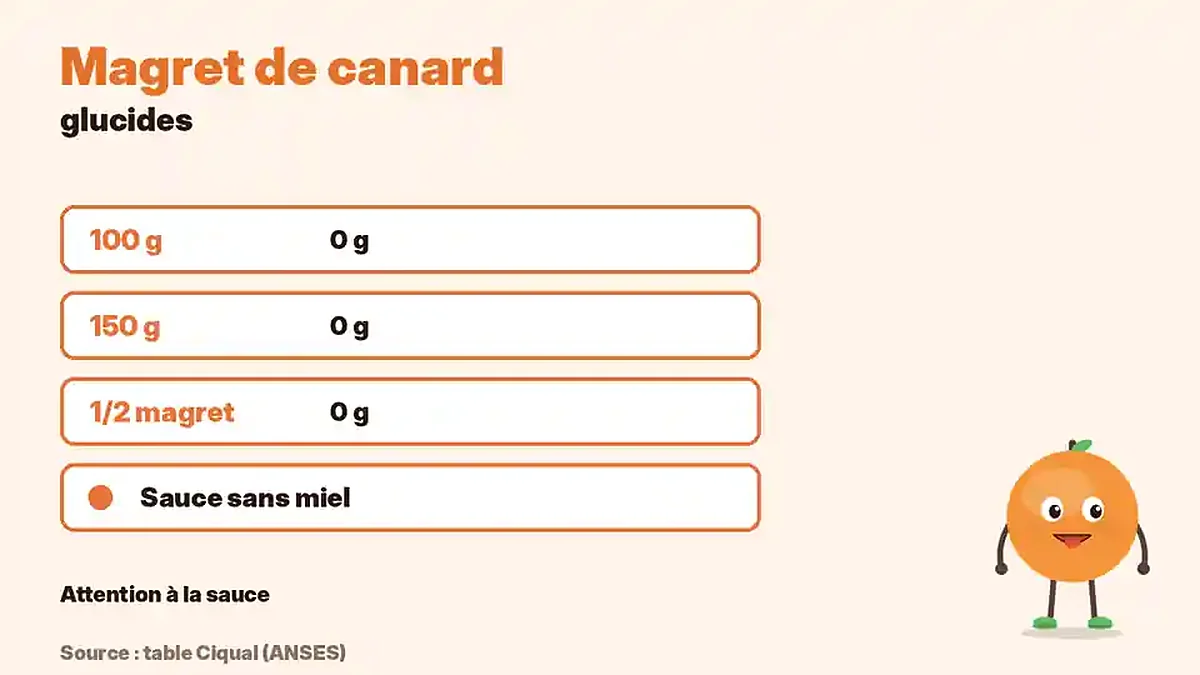 Magret de canard
glucides
100 g 0 g
150 g 0 g
1/2 magret 0 g
Sauce sans miel
Attention à la sauce
Source : table Ciqual (ANSES)